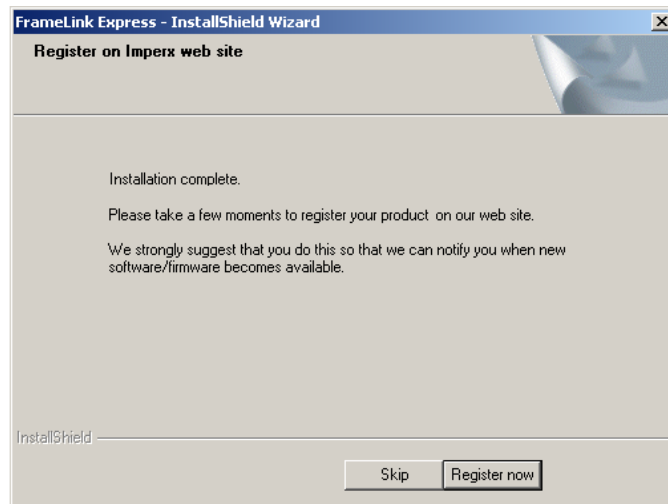 FrameLink Express - InstallShield Wizard
Register on Imperx web site
Installation complete.
Please take a few moments to register your product on our web site.
We strongly suggest that you do this so that we can notify you when new
software/firmware becomes available.
InstallShield
Skip
Register now